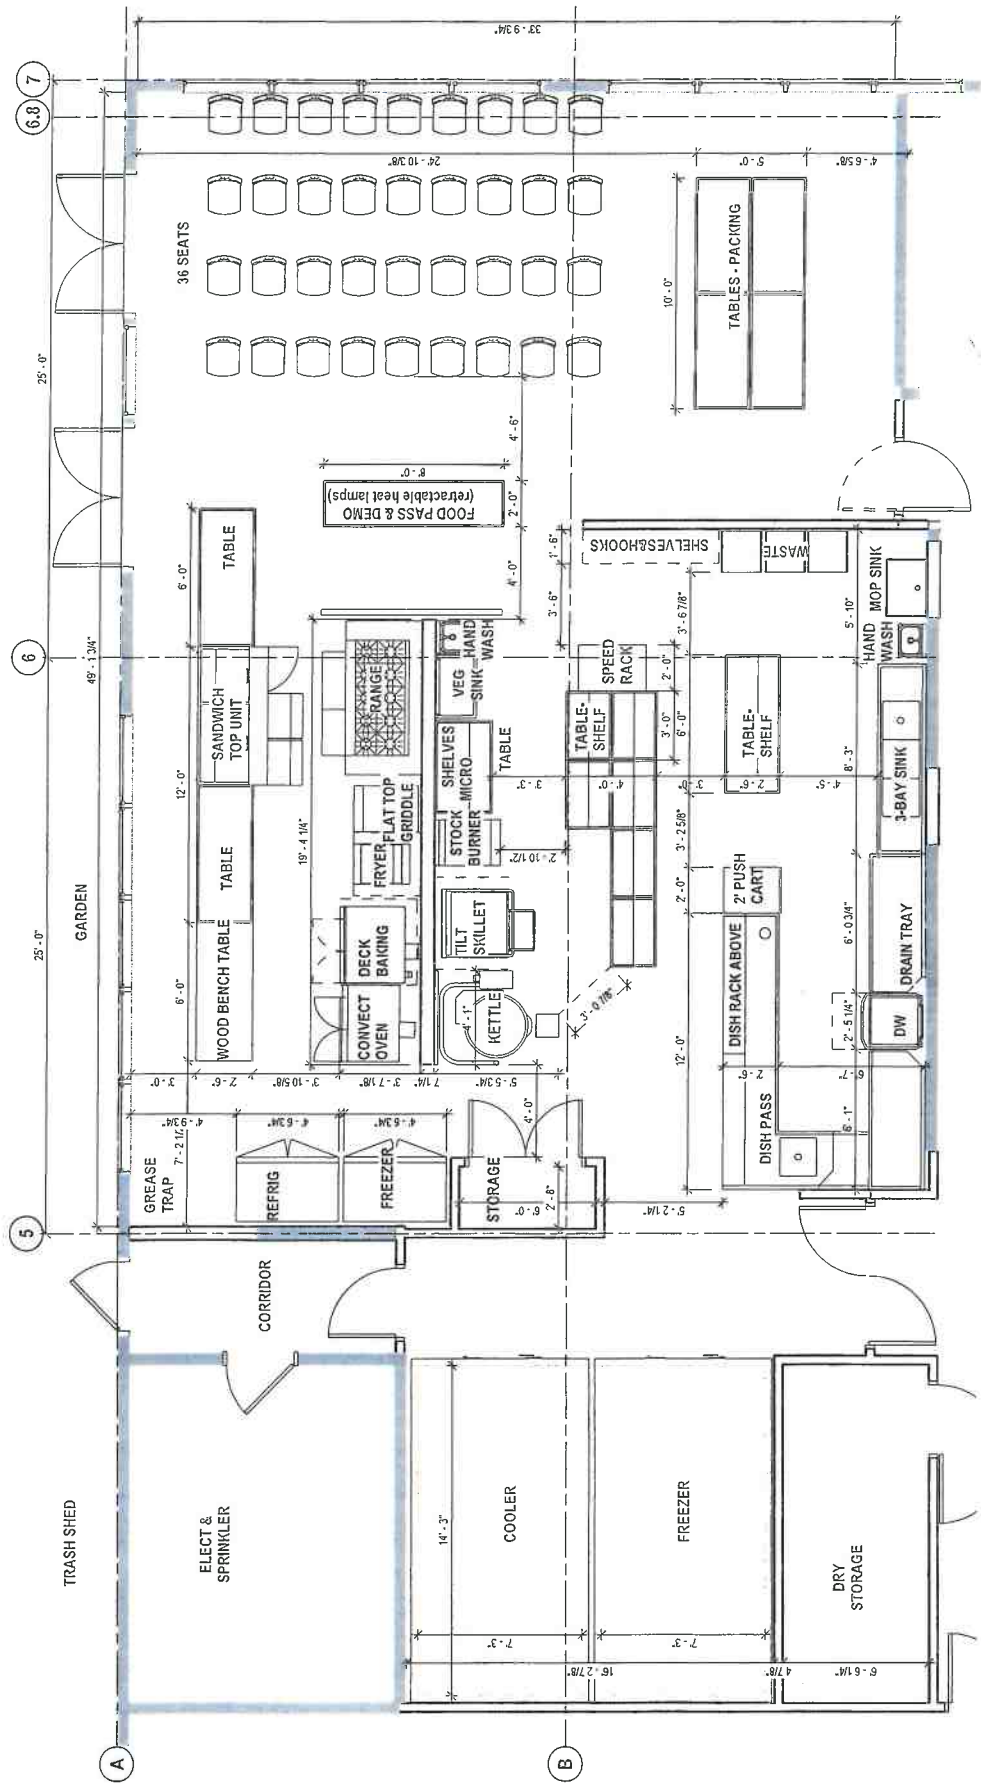 33' - 9 3/4"
7
6.8
24' - 10 3/8"
5' - 0"
4' - 6 5/8"
36 SEATS
10' - 0"
TABLES - PACKING
25' - 0"
4' - 6"
8' - 0"
FOOD PASS & DEMO
(retractable heat lamps)
2' - 0"
4' - 0"
1' - 6"
3' - 6"
SHELVES&HOOKS
WASTE
3' - 6 7/8"
MOP SINK
5' - 10"
HAND
WASH
6' - 0"
TABLE
6
49' - 1 3/4"
SANDWICH
TOP UNIT
RANGE
HAND
WASH
VEG
SINK
SPEED
RACK
2' - 0"
TABLE-
SHELF
3' - 0"
6' - 0"
TABLE-
SHELF
3-BAY SINK
8' - 3"
12' - 0"
19' - 4 1/4"
TABLE
FLAT TOP
GRIDDLE
FRYER
SHELVES
MICRO
TABLE
STOCK
BURNER
3' - 3"
4' - 0"
3' - 0"
2' - 6"
4' - 5"
2' - 10 1/2"
3' - 2 5/8"
2' - 0"
2' PUSH
CART
GARDEN
25' - 0"
6' - 0"
WOOD BENCH TABLE
DECK
BAKING
CONVECT
OVEN
TILT
SKILLET
KETTLE
4' - 1"
3' - 0 7/8"
DISH RACK ABOVE
12' - 0"
6' - 0 3/4"
DRAIN TRAY
DW
2' - 5 1/4"
3' - 0"
2' - 6"
3' - 10 5/8"
3' - 7 1/8"
7 1/4"
5' - 5 3/4"
4' - 0"
2' - 6"
6' - 7"
6' - 1"
DISH PASS
4' - 9 3/4"
4' - 6 3/4"
4' - 6 3/4"
GREASE
TRAP
REFRIG
FREEZER
STORAGE
6' - 0"
2' - 8"
5' - 2 1/4"
5
CORRIDOR
TRASH SHED
ELECT &
SPRINKLER
14' - 3"
COOLER
FREEZER
DRY
STORAGE
7' - 3"
7' - 3"
16' - 2 7/8"
4 7/8"
6' - 6 1/4"
A
B